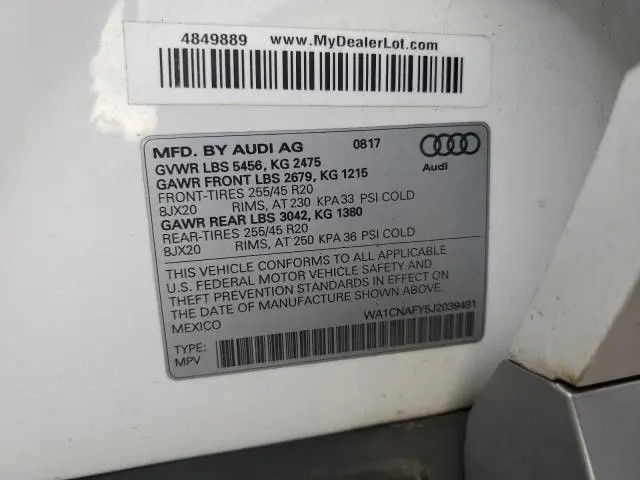 4849889 www.MyDealerLot.com
MFD. BY AUDI AG 0817
GVWR LBS 5456, KG 2475
GAWR FRONT LBS 2679, KG 1215
FRONT-TIRES 255/45 R20
8JX20 RIMS, AT 230 KPA 33 PSI COLD
GAWR REAR LBS 3042, KG 1380
REAR-TIRES 255/45 R20
8JX20 RIMS, AT 250 KPA 36 PSI COLD
Audi
THIS VEHICLE CONFORMS TO ALL APPLICABLE
U.S. FEDERAL MOTOR VEHICLE SAFETY AND
THEFT PREVENTION STANDARDS IN EFFECT ON
THE DATE OF MANUFACTURE SHOWN ABOVE.
MEXICO
WA1CNAFY5J2039491
TYPE:
MPV